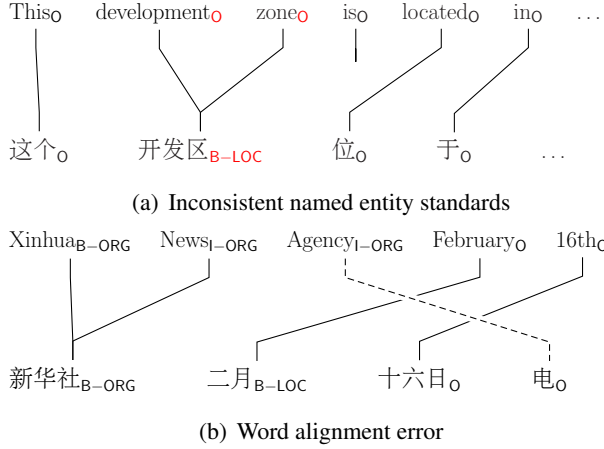 This_O development_O zone_O is_O located_O in_O ...
这个_O 开发区_B-LOC 位_O 于_O ...
(a) Inconsistent named entity standards
Xinhua_B-ORG News_I-ORG Agency_I-ORG February_O 16th_O
新华社_B-ORG 二月_B-LOC 十六日_O 电_O
(b) Word alignment error